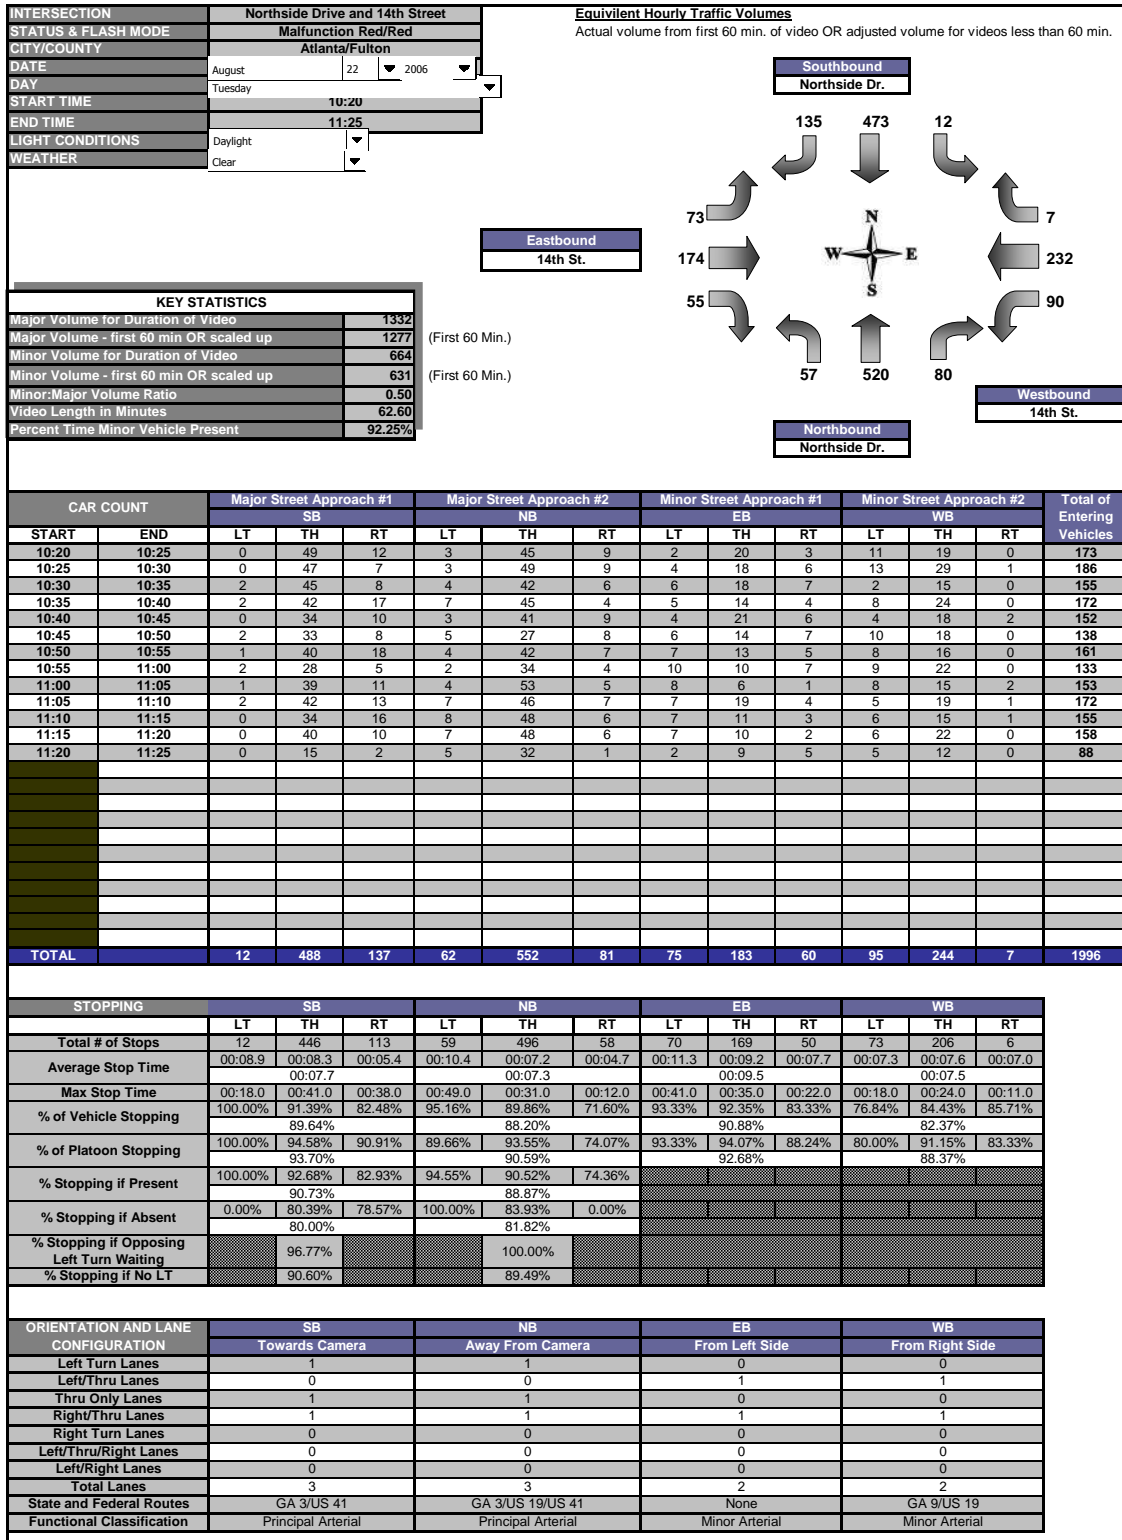 INTERSECTION Northside Drive and 14th Street
STATUS & FLASH MODE Malfunction Red/Red
CITY/COUNTY Atlanta/Fulton
DATE August 22 2006
DAY Tuesday
START TIME 10:20
END TIME 11:25
LIGHT CONDITIONS Daylight
WEATHER Clear
Equivilent Hourly Traffic Volumes
Actual volume from first 60 min. of video OR adjusted volume for videos less than 60 min.
Southbound
Northside Dr.
135 473 12
73 N 7
Eastbound
14th St.
174 W E 232
55 S 90
57 520 80
Westbound
14th St.
Northbound
Northside Dr.
KEY STATISTICS
Major Volume for Duration of Video 1332
Major Volume - first 60 min OR scaled up 1277 (First 60 Min.)
Minor Volume for Duration of Video 664
Minor Volume - first 60 min OR scaled up 631 (First 60 Min.)
Minor:Major Volume Ratio 0.50
Video Length in Minutes 62.60
Percent Time Minor Vehicle Present 92.25%
CAR COUNT Major Street Approach #1 Major Street Approach #2 Minor Street Approach #1 Minor Street Approach #2 Total of
SB NB EB WB Entering
START END LT TH RT LT TH RT LT TH RT LT TH RT Vehicles
10:20 10:25 0 49 12 3 45 9 2 20 3 11 19 0 173
10:25 10:30 0 47 7 3 49 9 4 18 6 13 29 1 186
10:30 10:35 2 45 8 4 42 6 6 18 7 2 15 0 155
10:35 10:40 2 42 17 7 45 4 5 14 4 8 24 0 172
10:40 10:45 0 34 10 3 41 9 4 21 6 4 18 2 152
10:45 10:50 2 33 8 5 27 8 6 14 7 10 18 0 138
10:50 10:55 1 40 18 4 42 7 7 13 5 8 16 0 161
10:55 11:00 2 28 5 2 34 4 10 10 7 9 22 0 133
11:00 11:05 1 39 11 4 53 5 8 6 1 8 15 2 153
11:05 11:10 2 42 13 7 46 7 7 19 4 5 19 1 172
11:10 11:15 0 34 16 8 48 6 7 11 3 6 15 1 155
11:15 11:20 0 40 10 7 48 6 7 10 2 6 22 0 158
11:20 11:25 0 15 2 5 32 1 2 9 5 5 12 0 88
TOTAL 12 488 137 62 552 81 75 183 60 95 244 7 1996
STOPPING SB NB EB WB
LT TH RT LT TH RT LT TH RT LT TH RT
Total # of Stops 12 446 113 59 496 58 70 169 50 73 206 6
Average Stop Time 00:08.9 00:08.3 00:05.4 00:10.4 00:07.2 00:04.7 00:11.3 00:09.2 00:07.7 00:07.3 00:07.6 00:07.0
00:07.7 00:07.3 00:09.5 00:07.5
Max Stop Time 00:18.0 00:41.0 00:38.0 00:49.0 00:31.0 00:12.0 00:41.0 00:35.0 00:22.0 00:18.0 00:24.0 00:11.0
% of Vehicle Stopping 100.00% 91.39% 82.48% 95.16% 89.86% 71.60% 93.33% 92.35% 83.33% 76.84% 84.43% 85.71%
89.64% 88.20% 90.88% 82.37%
% of Platoon Stopping 100.00% 94.58% 90.91% 89.66% 93.55% 74.07% 93.33% 94.07% 88.24% 80.00% 91.15% 83.33%
93.70% 90.59% 92.68% 88.37%
% Stopping if Present 100.00% 92.68% 82.93% 94.55% 90.52% 74.36%
90.73% 88.87%
% Stopping if Absent 0.00% 80.39% 78.57% 100.00% 83.93% 0.00%
80.00% 81.82%
% Stopping if Opposing
Left Turn Waiting 96.77% 100.00%
% Stopping if No LT 90.60% 89.49%
ORIENTATION AND LANE SB NB EB WB
CONFIGURATION Towards Camera Away From Camera From Left Side From Right Side
Left Turn Lanes 1 1 0 0
Left/Thru Lanes 0 0 1 1
Thru Only Lanes 1 1 0 0
Right/Thru Lanes 1 1 1 1
Right Turn Lanes 0 0 0 0
Left/Thru/Right Lanes 0 0 0 0
Left/Right Lanes 0 0 0 0
Total Lanes 3 3 2 2
State and Federal Routes GA 3/US 41 GA 3/US 19/US 41 None GA 9/US 19
Functional Classification Principal Arterial Principal Arterial Minor Arterial Minor Arterial